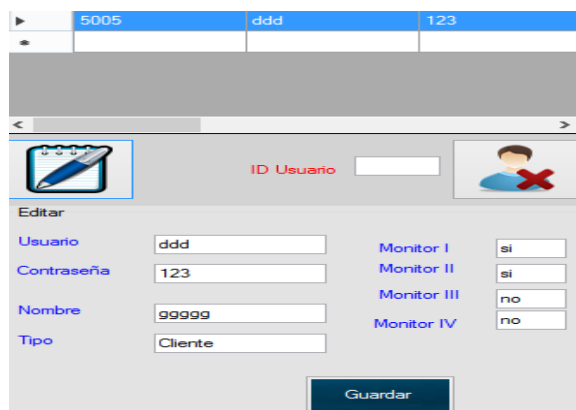 5005 ddd 123
ID Usuario
Editar
Usuario ddd
Contraseña 123
Nombre ggggg
Tipo Cliente
Monitor I si
Monitor II si
Monitor III no
Monitor IV no
Guardar